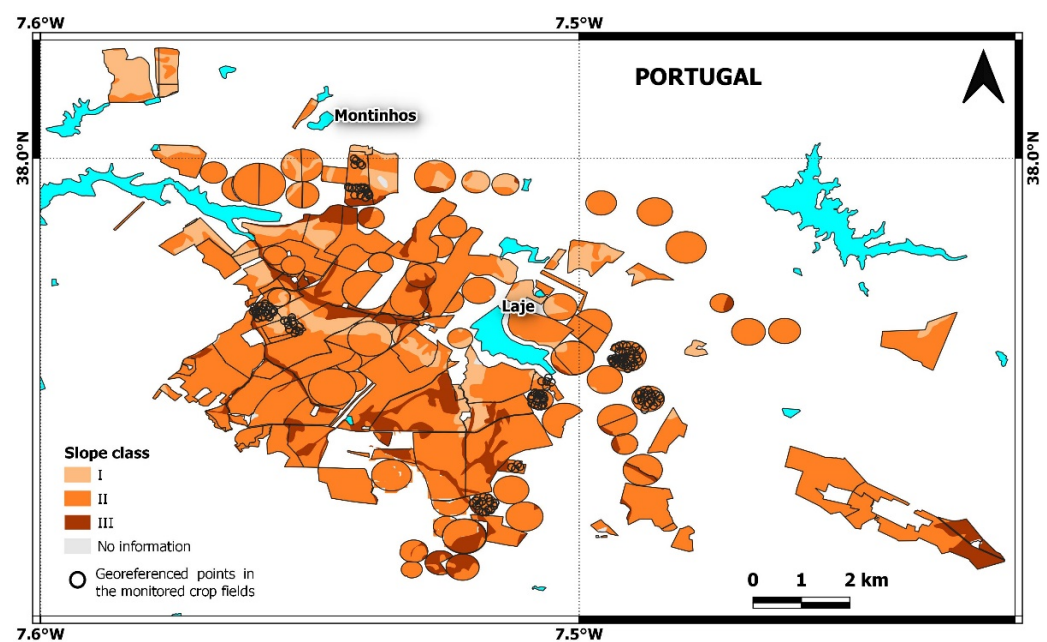 7.6°W
7.5°W
PORTUGAL
Montinhos
38.0°N
38.0°N
Laje
Slope class
I
II
III
No information
Georeferenced points in
the monitored crop fields
0 1 2 km
7.6°W
7.5°W